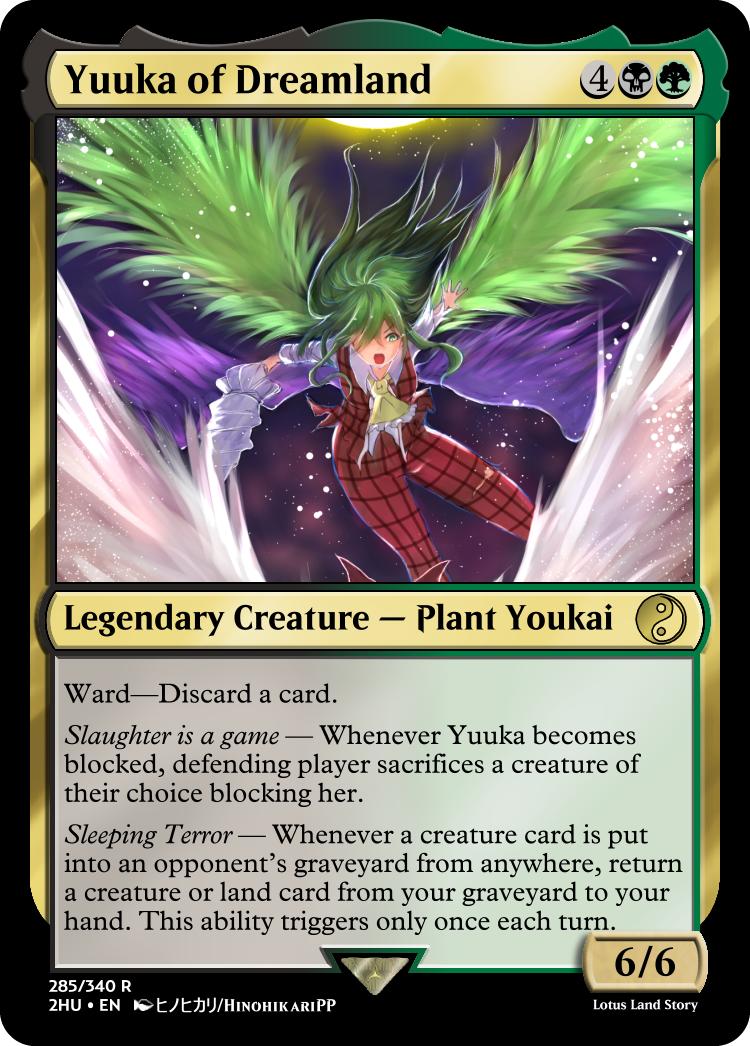 Yuuka of Dreamland
4
Legendary Creature — Plant Youkai
Ward—Discard a card.
Slaughter is a game — Whenever Yuuka becomes
blocked, defending player sacrifices a creature of
their choice blocking her.
Sleeping Terror — Whenever a creature card is put
into an opponent's graveyard from anywhere, return
a creature or land card from your graveyard to your
hand. This ability triggers only once each turn.
6/6
285/340 R
2HU • EN ヒノヒカリ/HinohikariPP
Lotus Land Story